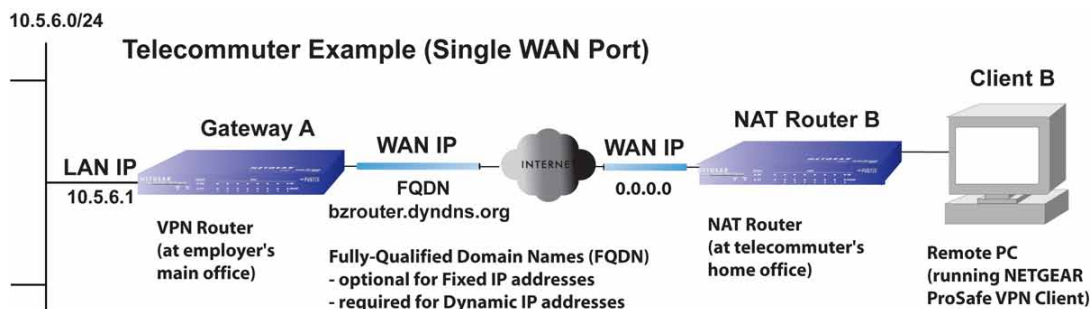 10.5.6.0/24
Telecommuter Example (Single WAN Port)
Client B
Gateway A
NAT Router B
LAN IP
WAN IP
WAN IP
NETGEAR
INTERNET
NETGEAR
10.5.6.1
FQDN
bzrouter.dyndns.org
0.0.0.0
VPN Router
(at employer's
main office)
Fully-Qualified Domain Names (FQDN)
- optional for Fixed IP addresses
- required for Dynamic IP addresses
NAT Router
(at telecommuter's
home office)
Remote PC
(running NETGEAR
ProSafe VPN Client)